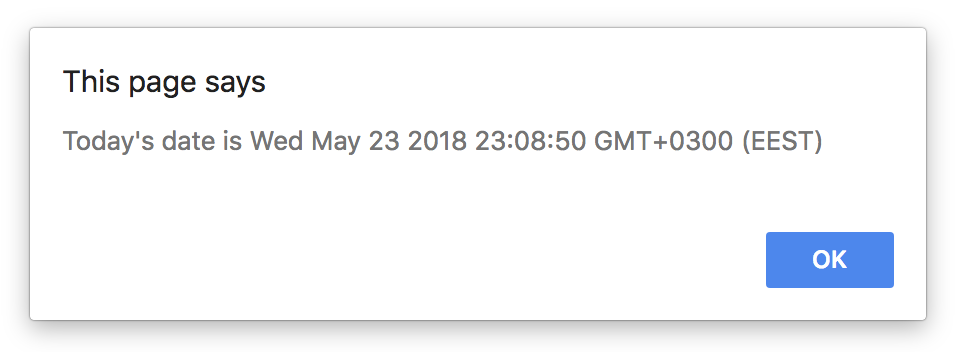 This page says
Today's date is Wed May 23 2018 23:08:50 GMT+0300 (EEST)
OK